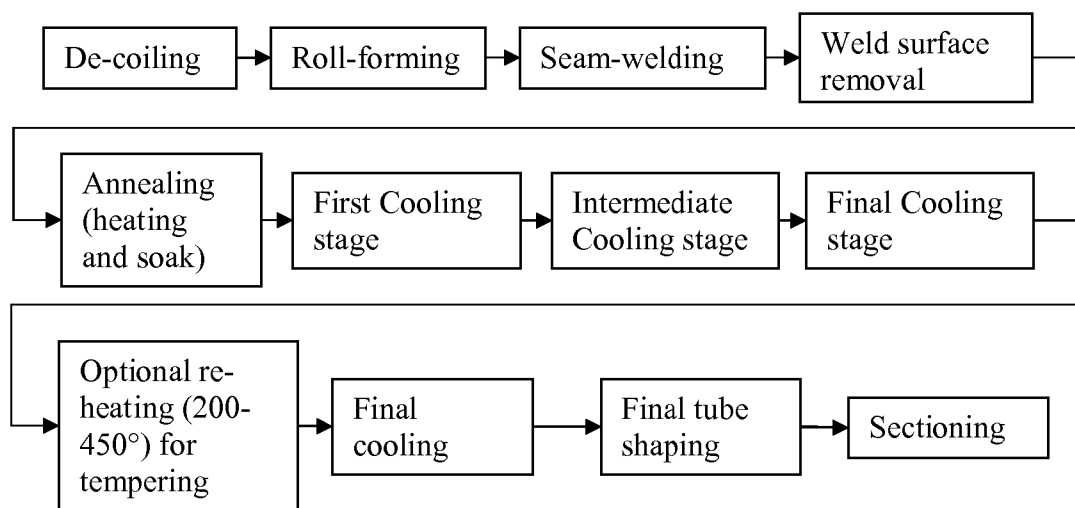 De-coiling
Roll-forming
Seam-welding
Weld surface
removal
Annealing
(heating
and soak)
First Cooling
stage
Intermediate
Cooling stage
Final Cooling
stage
Optional re-
heating (200-
450°) for
tempering
Final
cooling
Final tube
shaping
Sectioning